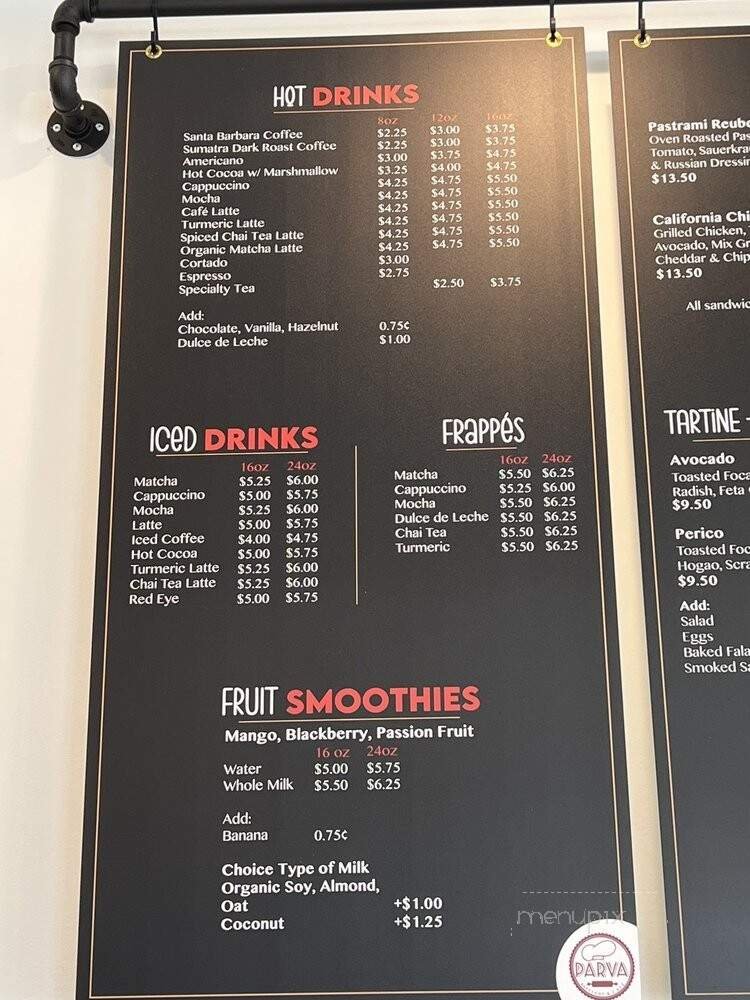 HOT DRINKS
8oz 12oz 16oz
Santa Barbara Coffee $2.25 $3.00 $3.75
Sumatra Dark Roast Coffee $2.25 $3.00 $3.75
Americano $3.00 $3.75 $4.75
Hot Cocoa w/ Marshmallow $3.25 $4.00 $4.75
Cappuccino $4.25 $4.75 $5.50
Mocha $4.25 $4.75 $5.50
Café Latte $4.25 $4.75 $5.50
Turmeric Latte $4.25 $4.75 $5.50
Spiced Chai Tea Latte $4.25 $4.75 $5.50
Organic Matcha Latte $4.25 $4.75 $5.50
Cortado $3.00
Espresso $2.75
Specialty Tea $2.50 $3.75
Add:
Chocolate, Vanilla, Hazelnut 0.75¢
Dulce de Leche $1.00
ICED DRINKS
16oz 24oz
Matcha $5.25 $6.00
Cappuccino $5.00 $5.75
Mocha $5.25 $6.00
Latte $5.00 $5.75
Iced Coffee $4.00 $4.75
Hot Cocoa $5.00 $5.75
Turmeric Latte $5.25 $6.00
Chai Tea Latte $5.25 $6.00
Red Eye $5.00 $5.75
FRAPPÉS
16oz 24oz
Matcha $5.50 $6.25
Cappuccino $5.25 $6.00
Mocha $5.50 $6.25
Dulce de Leche $5.50 $6.25
Chai Tea $5.50 $6.25
Turmeric $5.50 $6.25
FRUIT SMOOTHIES
Mango, Blackberry, Passion Fruit
16 oz 24oz
Water $5.00 $5.75
Whole Milk $5.50 $6.25
Add:
Banana 0.75¢
Choice Type of Milk
Organic Soy, Almond,
Oat +$1.00
Coconut +$1.25
menupix
PARVA
Pastrami
Oven Roasted
Tomato,
& Russian
$13.50
California
Grilled Chicken,
Avocado, Mix
Cheddar &
$13.50
All
TARTINE -
Avocado
Toasted
Radish, Feta
$9.50
Perico
Toasted
Hogao,
$9.50
Add:
Salad
Eggs
Baked
Smoked